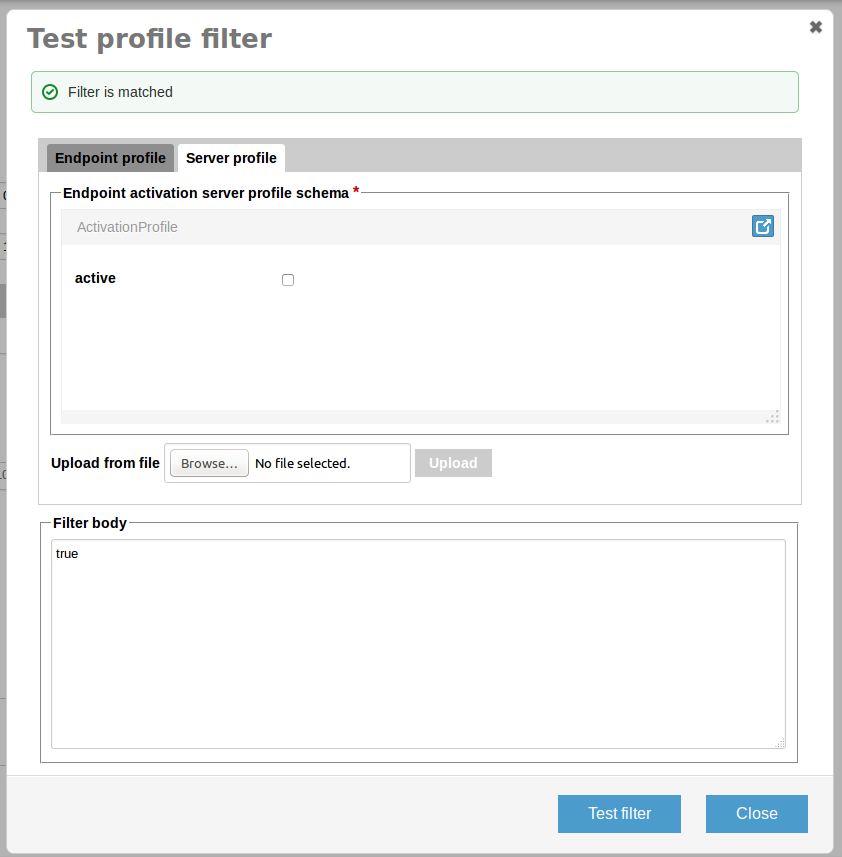 Test profile filter
Filter is matched
Endpoint profile Server profile
Endpoint activation server profile schema *
ActivationProfile
active
Upload from file Browse... No file selected. Upload
Filter body
true
Test filter Close